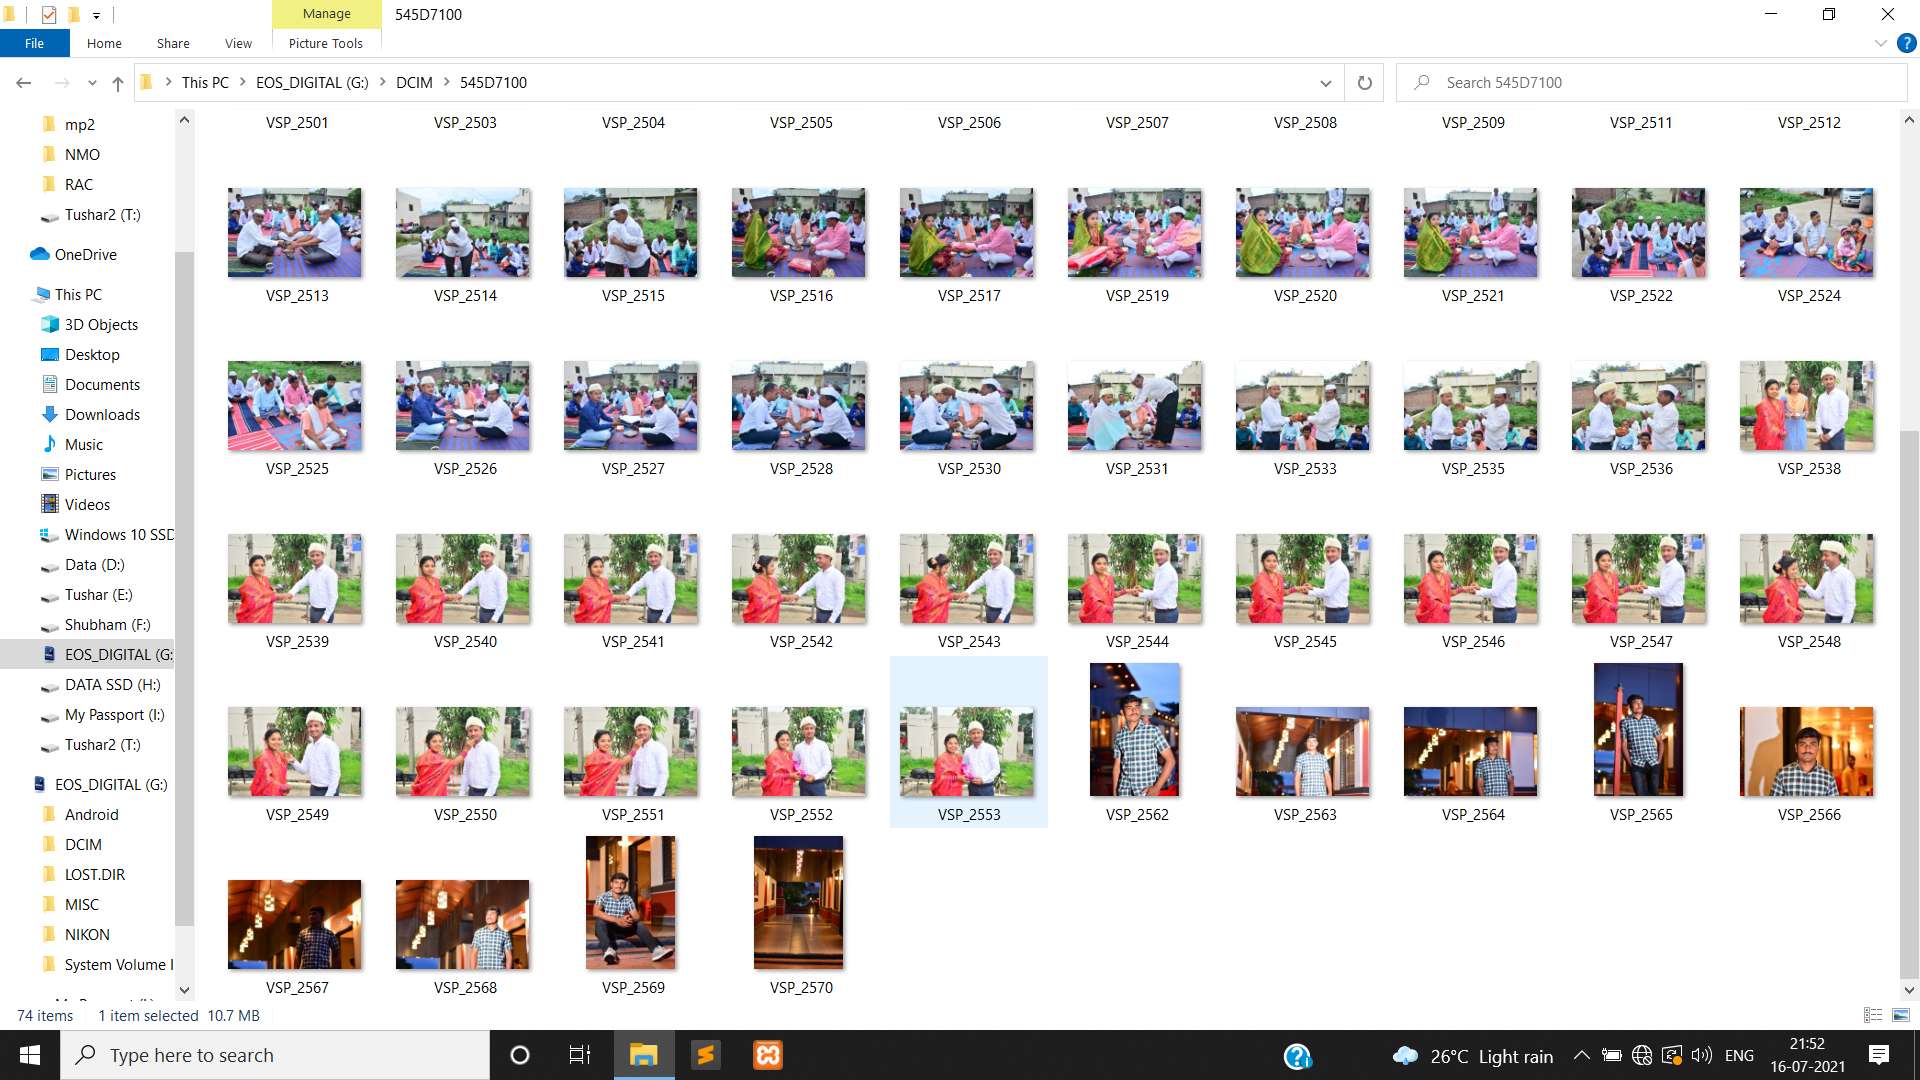 Manage
545D7100
File
Home
Share
View
Picture Tools
This PC
EOS_DIGITAL (G:)
DCIM
545D7100
Search 545D7100
mp2
NMO
RAC
Tushar2 (T:)
OneDrive
This PC
3D Objects
Desktop
Documents
Downloads
Music
Pictures
Videos
Windows 10 SSD
Data (D:)
Tushar (E:)
Shubham (F:)
EOS_DIGITAL (G:
DATA SSD (H:)
My Passport (I:)
Tushar2 (T:)
EOS_DIGITAL (G:)
Android
DCIM
LOST.DIR
MISC
NIKON
System Volume I
VSP_2501 VSP_2503 VSP_2504 VSP_2505 VSP_2506 VSP_2507 VSP_2508 VSP_2509 VSP_2511 VSP_2512
VSP_2513 VSP_2514 VSP_2515 VSP_2516 VSP_2517 VSP_2519 VSP_2520 VSP_2521 VSP_2522 VSP_2524
VSP_2525 VSP_2526 VSP_2527 VSP_2528 VSP_2530 VSP_2531 VSP_2533 VSP_2535 VSP_2536 VSP_2538
VSP_2539 VSP_2540 VSP_2541 VSP_2542 VSP_2543 VSP_2544 VSP_2545 VSP_2546 VSP_2547 VSP_2548
VSP_2549 VSP_2550 VSP_2551 VSP_2552 VSP_2553 VSP_2562 VSP_2563 VSP_2564 VSP_2565 VSP_2566
VSP_2567 VSP_2568 VSP_2569 VSP_2570
74 items 1 item selected 10.7 MB
Type here to search
26°C Light rain
ENG
21:52
16-07-2021